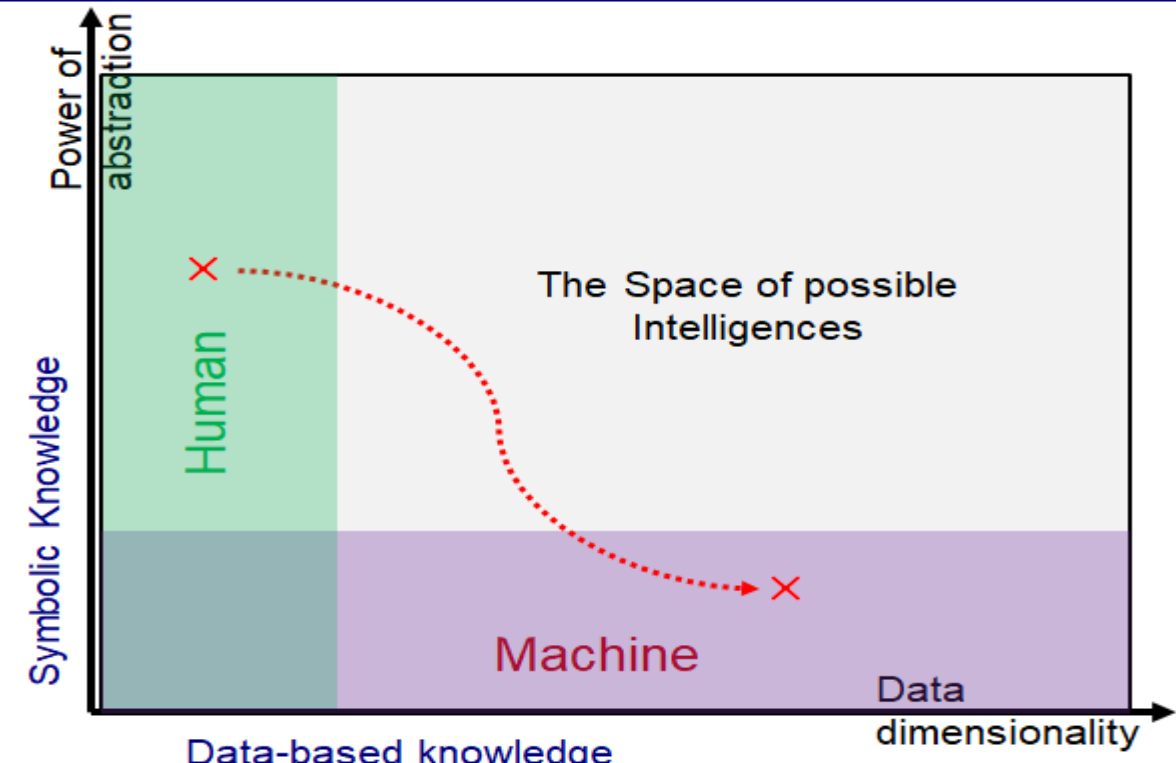 Power of
abstraction
The Space of possible
Intelligences
Human
Symbolic Knowledge
Machine
Data
dimensionality
Data-based knowledge